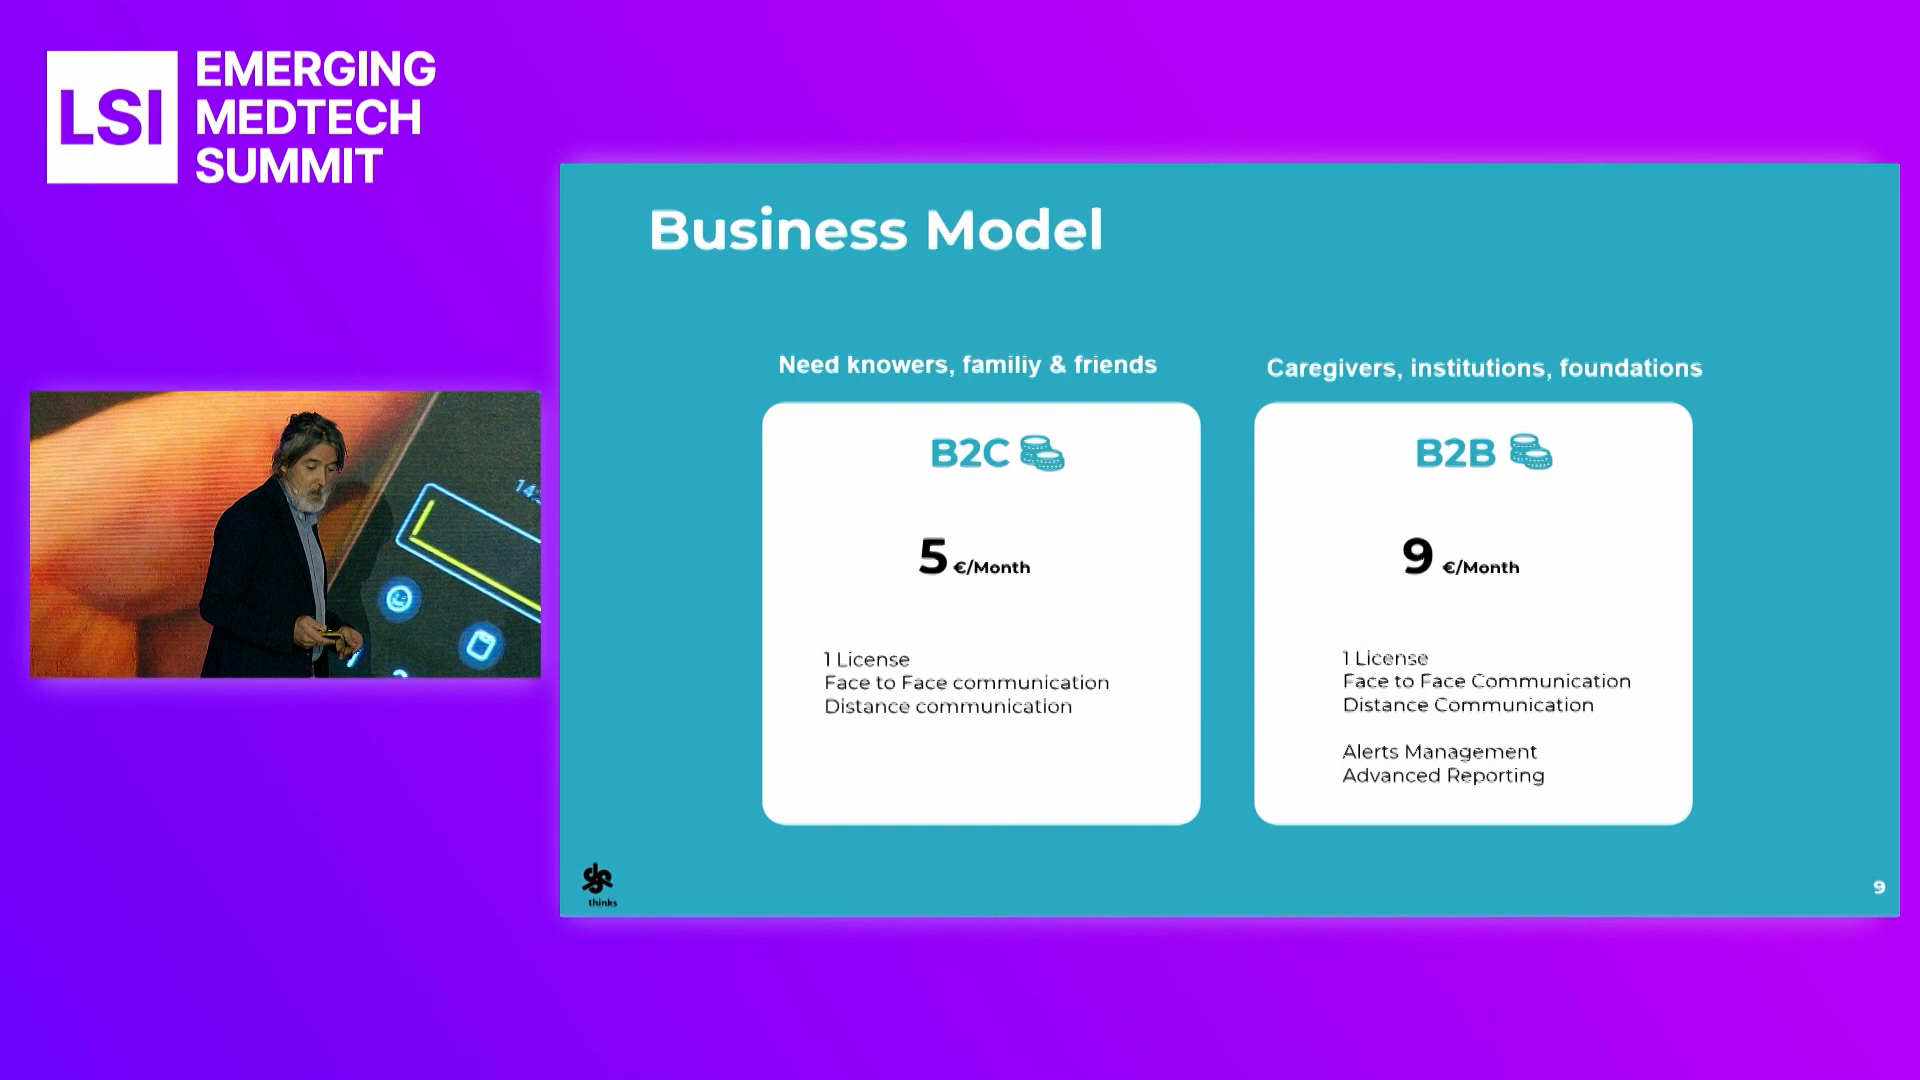 LSI
EMERGING
MEDTECH
SUMMIT
Business Model
Need knowers, familiy & friends
B2C
5 €/Month
1 License
Face to Face communication
Distance communication
Caregivers, institutions, foundations
B2B
9 €/Month
1 License
Face to Face Communication
Distance Communication
Alerts Management
Advanced Reporting
thinks
9